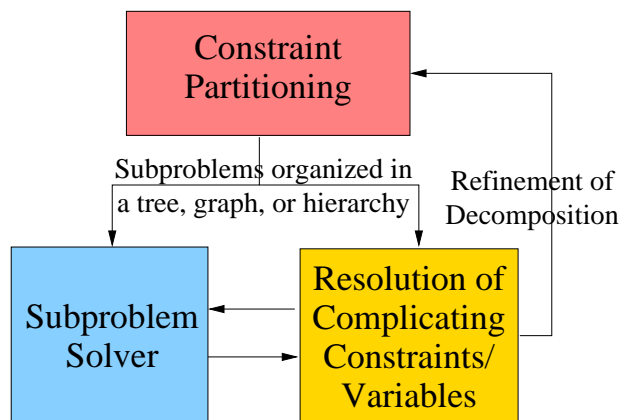 Constraint
Partitioning
Subproblems organized in
a tree, graph, or hierarchy
Refinement of
Decomposition
Subproblem
Solver
Resolution of
Complicating
Constraints/
Variables